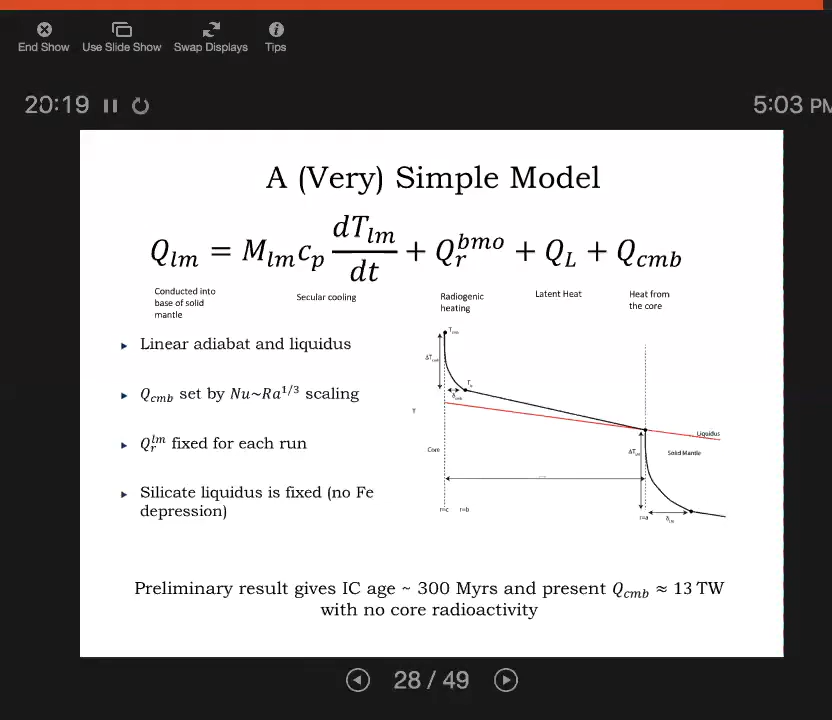 End Show Use Slide Show Swap Displays Tips
20:19
5:03 PM
A (Very) Simple Model
Q_{lm} = M_{lm}c_p \frac{dT_{lm}}{dt} + Q_r^{bmo} + Q_L + Q_{cmb}
Conducted into
base of solid
mantle
Secular cooling
Radiogenic
heating
Latent Heat
Heat from
the core
Linear adiabat and liquidus
Q_{cmb} set by Nu~Ra^{1/3} scaling
Q_r^{lm} fixed for each run
Silicate liquidus is fixed (no Fe
depression)
T
Core
Liquidus
Solid Mantle
r=c r=b
r=a
Preliminary result gives IC age ~ 300 Myrs and present Q_{cmb} ≈ 13 TW
with no core radioactivity
28 / 49